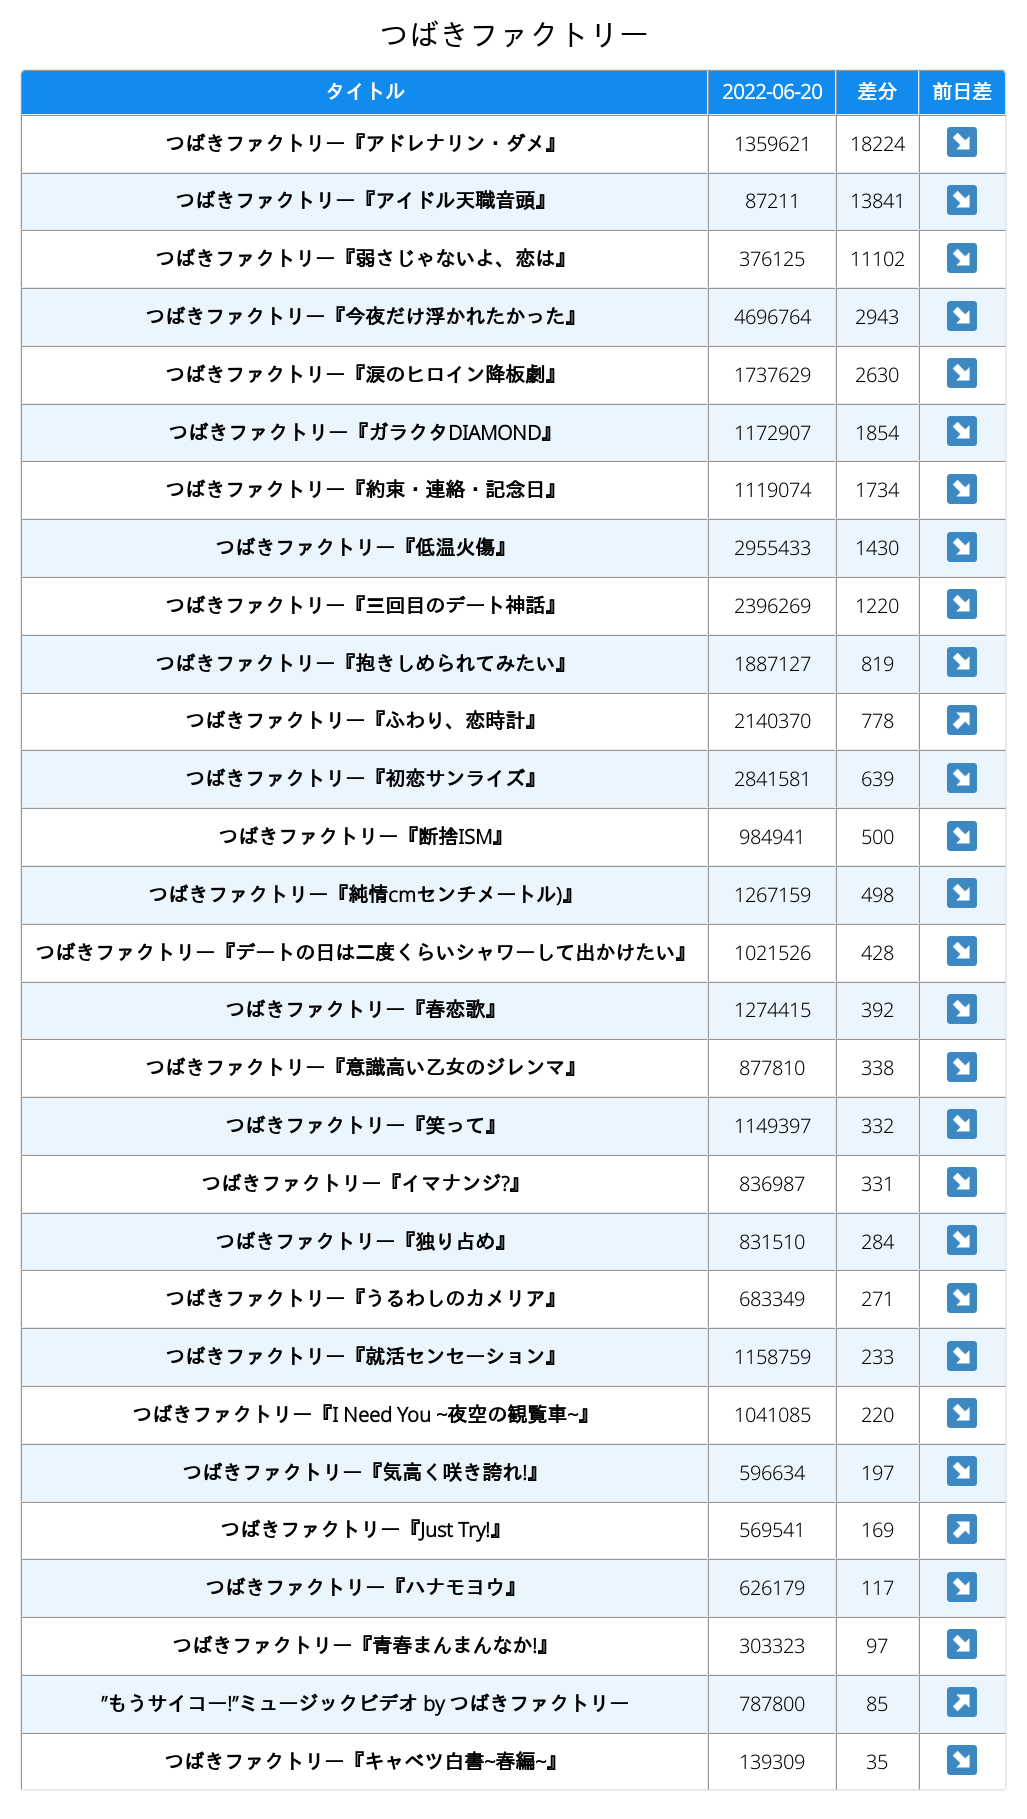 つばきファクトリー
タイトル 2022-06-20 差分 前日差
つばきファクトリー『アドレナリン・ダメ』 1359621 18224 ↘
つばきファクトリー『アイドル天職音頭』 87211 13841 ↘
つばきファクトリー『弱さじゃないよ、恋は』 376125 11102 ↘
つばきファクトリー『今夜だけ浮かれたかった』 4696764 2943 ↘
つばきファクトリー『涙のヒロイン降板劇』 1737629 2630 ↘
つばきファクトリー『ガラクタDIAMOND』 1172907 1854 ↘
つばきファクトリー『約束・連絡・記念日』 1119074 1734 ↘
つばきファクトリー『低温火傷』 2955433 1430 ↘
つばきファクトリー『三回目のデート神話』 2396269 1220 ↘
つばきファクトリー『抱きしめられてみたい』 1887127 819 ↘
つばきファクトリー『ふわり、恋時計』 2140370 778 ↗
つばきファクトリー『初恋サンライズ』 2841581 639 ↘
つばきファクトリー『断捨ISM』 984941 500 ↘
つばきファクトリー『純情cmセンチメートル)』 1267159 498 ↘
つばきファクトリー『デートの日は二度くらいシャワーして出かけたい』 1021526 428 ↘
つばきファクトリー『春恋歌』 1274415 392 ↘
つばきファクトリー『意識高い乙女のジレンマ』 877810 338 ↘
つばきファクトリー『笑って』 1149397 332 ↘
つばきファクトリー『イマナンジ?』 836987 331 ↘
つばきファクトリー『独り占め』 831510 284 ↘
つばきファクトリー『うるわしのカメリア』 683349 271 ↘
つばきファクトリー『就活センセーション』 1158759 233 ↘
つばきファクトリー『I Need You ~夜空の観覧車~』 1041085 220 ↘
つばきファクトリー『気高く咲き誇れ!』 596634 197 ↘
つばきファクトリー『Just Try!』 569541 169 ↗
つばきファクトリー『ハナモヨウ』 626179 117 ↘
つばきファクトリー『青春まんまんなか!』 303323 97 ↘
”もうサイコー!”ミュージックビデオ by つばきファクトリー 787800 85 ↗
つばきファクトリー『キャベツ白書~春編~』 139309 35 ↘